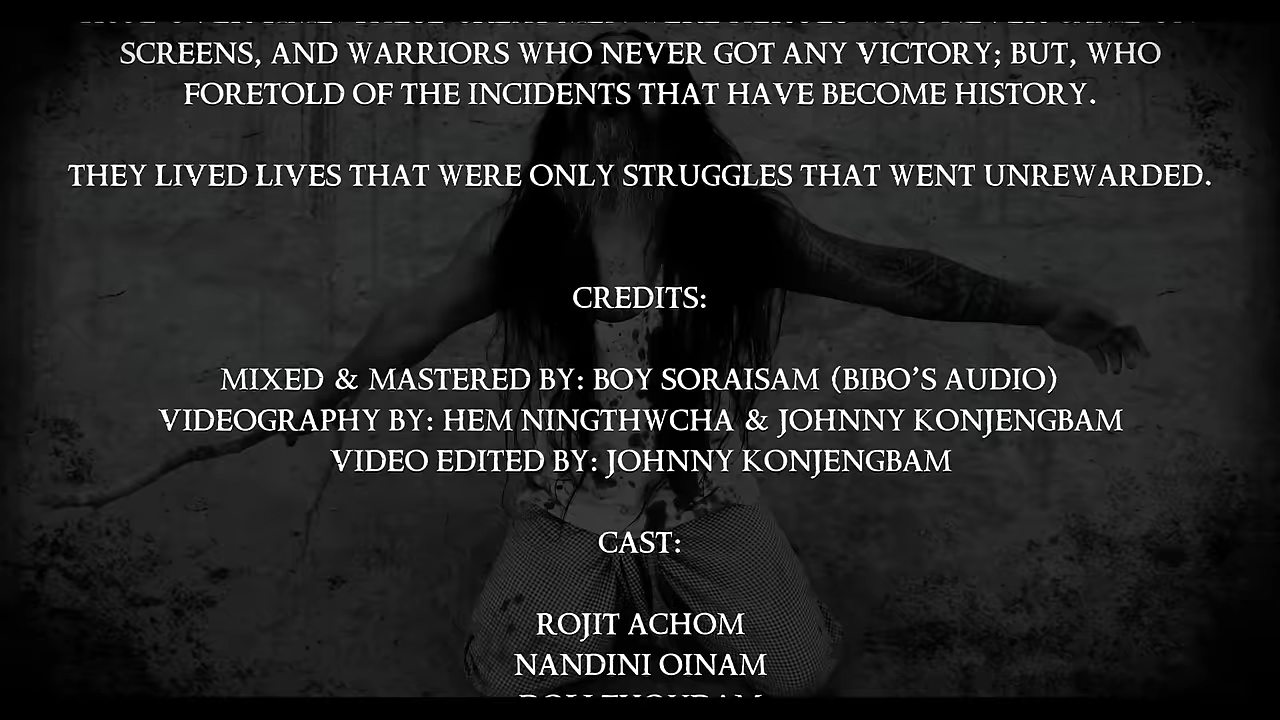 SCREENS, AND WARRIORS WHO NEVER GOT ANY VICTORY; BUT, WHO
FORETOLD OF THE INCIDENTS THAT HAVE BECOME HISTORY.
THEY LIVED LIVES THAT WERE ONLY STRUGGLES THAT WENT UNREWARDED.
CREDITS:
MIXED & MASTERED BY: BOY SORAISAM (BIBO'S AUDIO)
VIDEOGRAPHY BY: HEM NINGTHWCHA & JOHNNY KONJENGBAM
VIDEO EDITED BY: JOHNNY KONJENGBAM
CAST:
ROJIT ACHOM
NANDINI OINAM